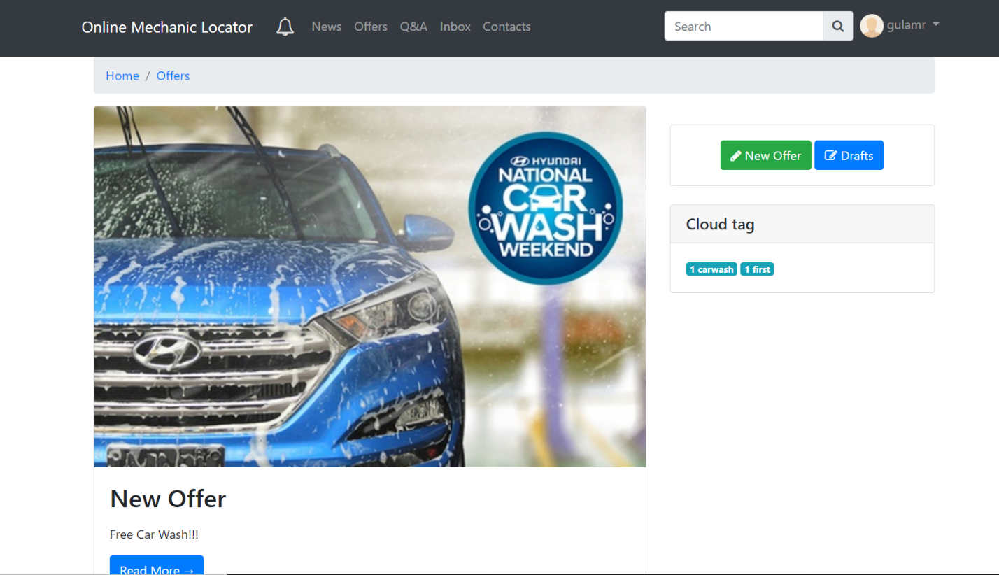 Online Mechanic Locator News Offers Q&A Inbox Contacts Search gulamr
Home / Offers
HYUNDAI
NATIONAL
CAR
WASH
WEEKEND
New Offer
Free Car Wash!!!
Read More →
New Offer Drafts
Cloud tag
1 carwash 1 first